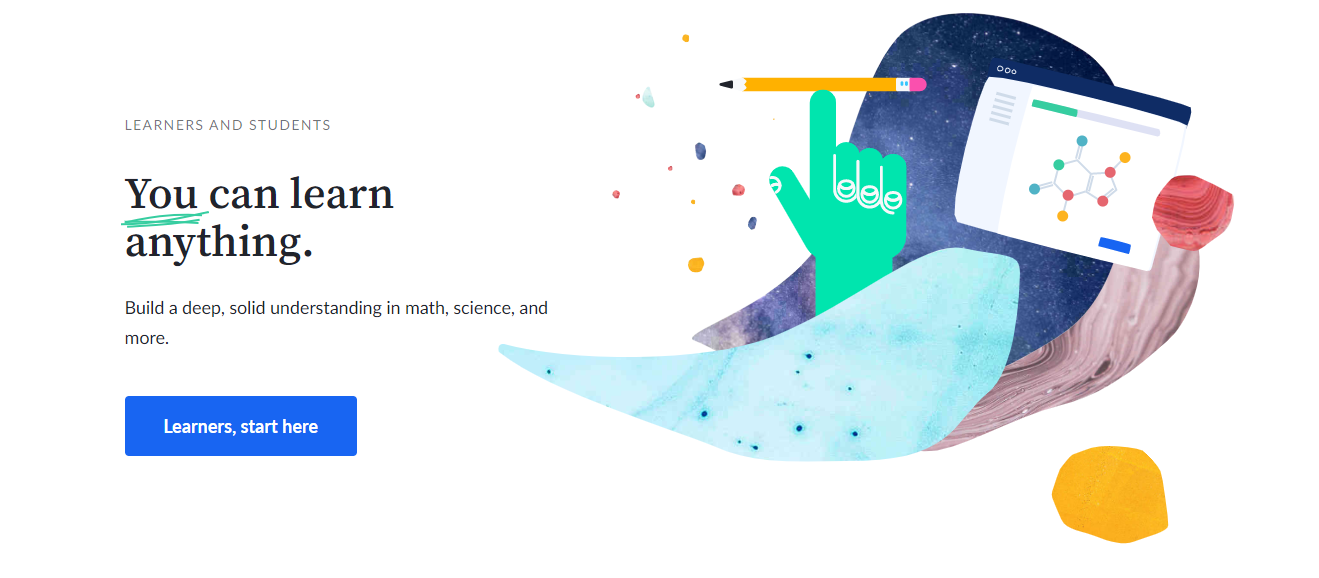 LEARNERS AND STUDENTS
You can learn
anything.
Build a deep, solid understanding in math, science, and
more.
Learners, start here